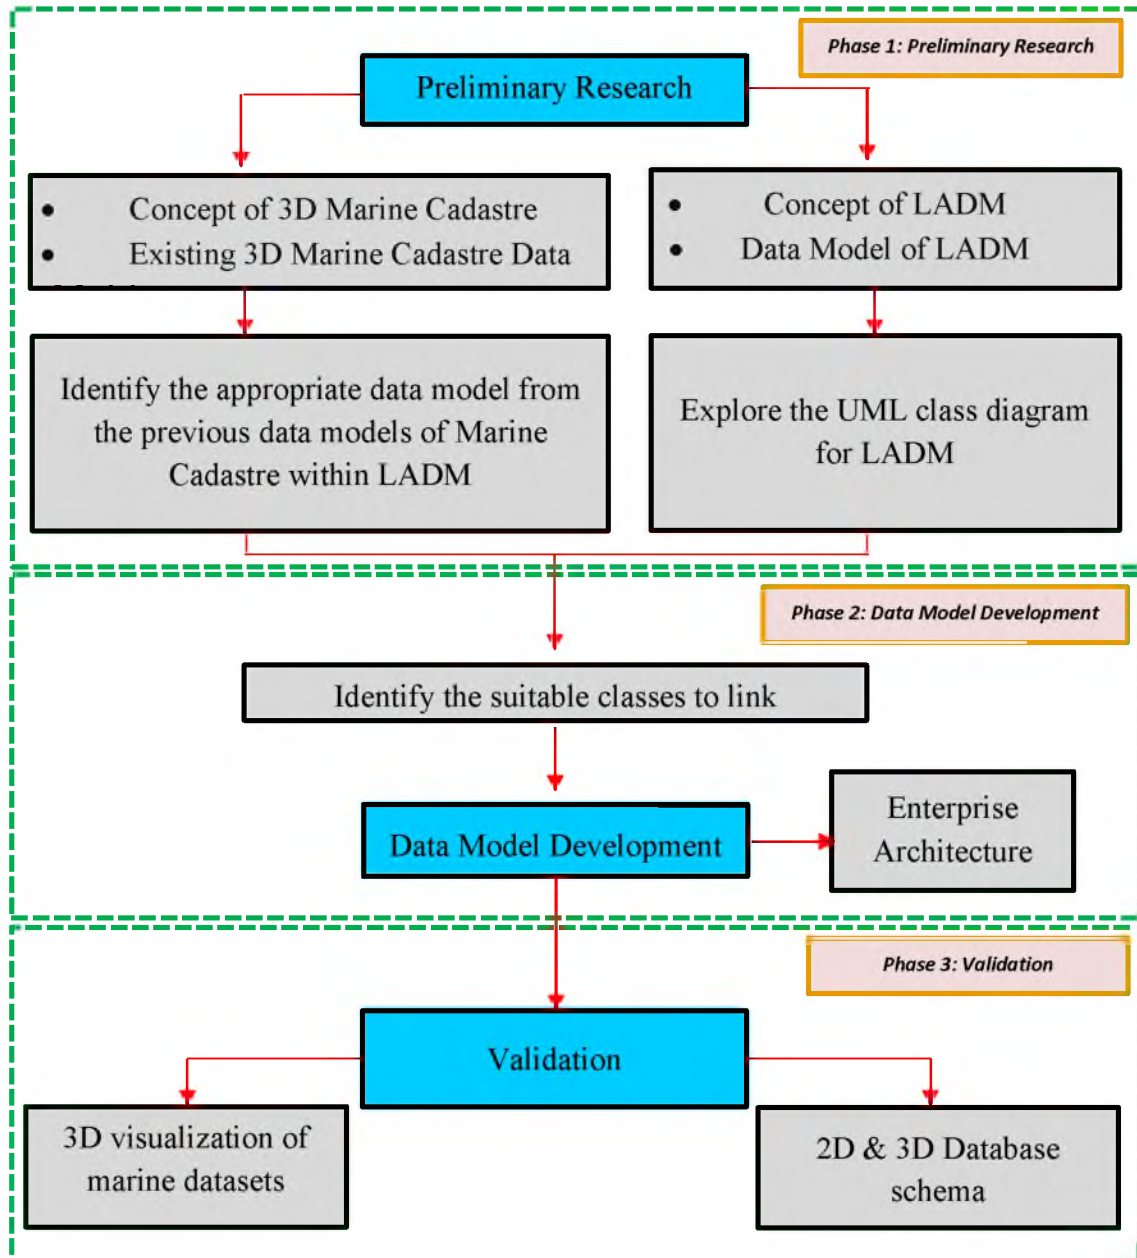 Phase 1: Preliminary Research
Preliminary Research
• Concept of 3D Marine Cadastre
• Existing 3D Marine Cadastre Data
• Concept of LADM
• Data Model of LADM
Identify the appropriate data model from
the previous data models of Marine
Cadastre within LADM
Explore the UML class diagram
for LADM
Phase 2: Data Model Development
Identify the suitable classes to link
Data Model Development
Enterprise
Architecture
Phase 3: Validation
Validation
3D visualization of
marine datasets
2D & 3D Database
schema